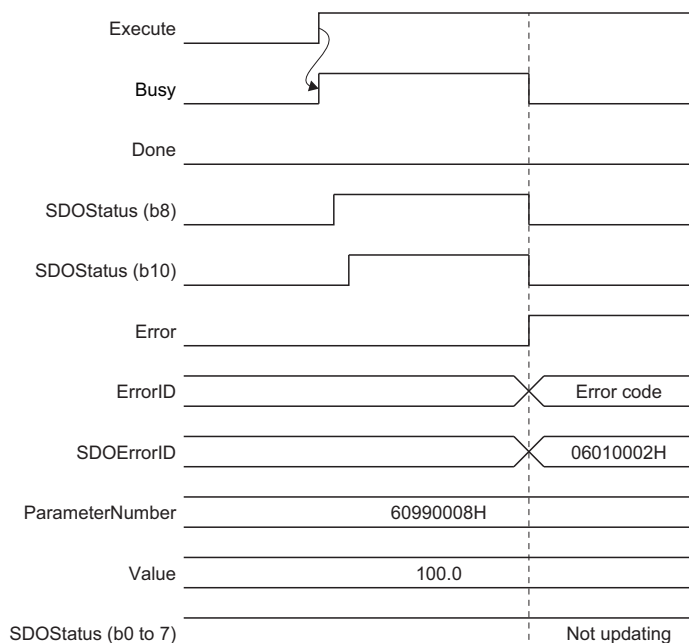 Execute
Busy
Done
SDOStatus (b8)
SDOStatus (b10)
Error
ErrorID Error code
SDOErrorID 06010002H
ParameterNumber 60990008H
Value 100.0
SDOStatus (b0 to 7) Not updating